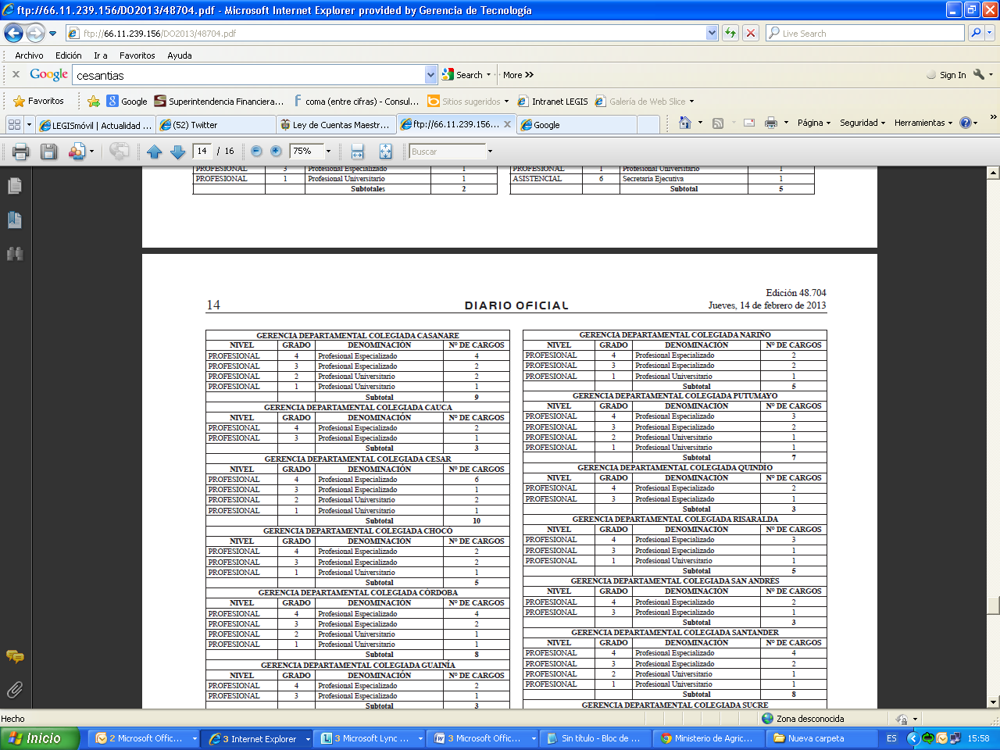 ftp://66.11.239.156/DO2013/48704.pdf - Microsoft Internet Explorer provided by Gerencia de Tecnología
ftp://66.11.239.156/DO2013/48704.pdf
Live Search
Archivo Edición Ir a Favoritos Ayuda
x Google cesantias Search More >> Sign In
Favoritos Google Superintendencia Financiera... coma (entre cifras) - Consul... Sitios sugeridos Intranet LEGIS Galería de Web Slice
LEGISmóvil | Actualidad ... (52) Twitter Ley de Cuentas Maestr... ftp://66.11.239.156... Google Página Seguridad Herramientas
14 / 16 75% Buscar
PROFESIONAL 3 Profesional Especializado 1
PROFESIONAL 1 Profesional Universitario 1
Subtotales 2
PROFESIONAL 1 Profesional Universitario 1
ASISTENCIAL 6 Secretaria Ejecutiva 1
Subtotal 5
Edición 48.704
14 DIARIO OFICIAL Jueves, 14 de febrero de 2013
GERENCIA DEPARTAMENTAL COLEGIADA CASANARE
NIVEL GRADO DENOMINACIÓN Nº DE CARGOS
PROFESIONAL 4 Profesional Especializado 4
PROFESIONAL 3 Profesional Especializado 2
PROFESIONAL 2 Profesional Universitario 2
PROFESIONAL 1 Profesional Universitario 1
Subtotal 9
GERENCIA DEPARTAMENTAL COLEGIADA CAUCA
NIVEL GRADO DENOMINACIÓN Nº DE CARGOS
PROFESIONAL 4 Profesional Especializado 2
PROFESIONAL 3 Profesional Especializado 1
Subtotal 3
GERENCIA DEPARTAMENTAL COLEGIADA CESAR
NIVEL GRADO DENOMINACIÓN Nº DE CARGOS
PROFESIONAL 4 Profesional Especializado 6
PROFESIONAL 3 Profesional Especializado 1
PROFESIONAL 2 Profesional Universitario 2
PROFESIONAL 1 Profesional Universitario 1
Subtotal 10
GERENCIA DEPARTAMENTAL COLEGIADA CHOCÓ
NIVEL GRADO DENOMINACIÓN Nº DE CARGOS
PROFESIONAL 4 Profesional Especializado 2
PROFESIONAL 3 Profesional Especializado 2
PROFESIONAL 1 Profesional Universitario 1
Subtotal 5
GERENCIA DEPARTAMENTAL COLEGIADA CÓRDOBA
NIVEL GRADO DENOMINACIÓN Nº DE CARGOS
PROFESIONAL 4 Profesional Especializado 4
PROFESIONAL 3 Profesional Especializado 2
PROFESIONAL 2 Profesional Universitario 1
PROFESIONAL 1 Profesional Universitario 1
Subtotal 8
GERENCIA DEPARTAMENTAL COLEGIADA GUAINÍA
NIVEL GRADO DENOMINACIÓN Nº DE CARGOS
PROFESIONAL 4 Profesional Especializado 2
PROFESIONAL 3 Profesional Especializado 1
Subtotal 3
GERENCIA DEPARTAMENTAL COLEGIADA NARIÑO
NIVEL GRADO DENOMINACIÓN Nº DE CARGOS
PROFESIONAL 4 Profesional Especializado 2
PROFESIONAL 3 Profesional Especializado 2
PROFESIONAL 1 Profesional Universitario 1
Subtotal 5
GERENCIA DEPARTAMENTAL COLEGIADA PUTUMAYO
NIVEL GRADO DENOMINACIÓN Nº DE CARGOS
PROFESIONAL 4 Profesional Especializado 3
PROFESIONAL 3 Profesional Especializado 2
PROFESIONAL 2 Profesional Universitario 1
PROFESIONAL 1 Profesional Universitario 1
Subtotal 7
GERENCIA DEPARTAMENTAL COLEGIADA QUINDÍO
NIVEL GRADO DENOMINACIÓN Nº DE CARGOS
PROFESIONAL 4 Profesional Especializado 2
PROFESIONAL 3 Profesional Especializado 1
Subtotal 3
GERENCIA DEPARTAMENTAL COLEGIADA RISARALDA
NIVEL GRADO DENOMINACIÓN Nº DE CARGOS
PROFESIONAL 4 Profesional Especializado 3
PROFESIONAL 3 Profesional Especializado 1
PROFESIONAL 1 Profesional Universitario 1
Subtotal 5
GERENCIA DEPARTAMENTAL COLEGIADA SAN ANDRÉS
NIVEL GRADO DENOMINACIÓN Nº DE CARGOS
PROFESIONAL 4 Profesional Especializado 2
PROFESIONAL 3 Profesional Especializado 1
Subtotal 3
GERENCIA DEPARTAMENTAL COLEGIADA SANTANDER
NIVEL GRADO DENOMINACIÓN Nº DE CARGOS
PROFESIONAL 4 Profesional Especializado 4
PROFESIONAL 3 Profesional Especializado 2
PROFESIONAL 2 Profesional Universitario 1
PROFESIONAL 1 Profesional Universitario 1
Subtotal 8
GERENCIA DEPARTAMENTAL COLEGIADA SUCRE
Hecho Zona desconocida
Inicio 2 Microsoft Offic... 3 Internet Explorer 3 Microsoft Lync ... 3 Microsoft Offic... Sin título - Bloc de ... Ministerio de Agric... Nueva carpeta ES 15:58